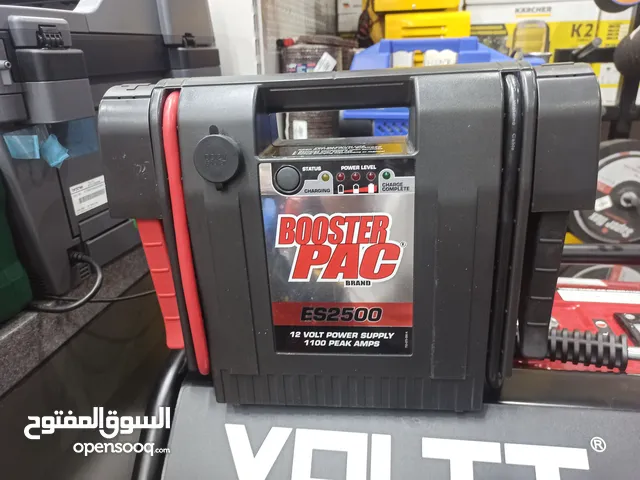 KÄRCHER
K2
STATUS
POWER LEVEL
CHARGING
CHARGE
COMPLETE
BOOSTER
PAC
BRAND
ES2500
12 VOLT POWER SUPPLY
1100 PEAK AMPS
السوق المفتوح
opensooq.com
VOLTT®